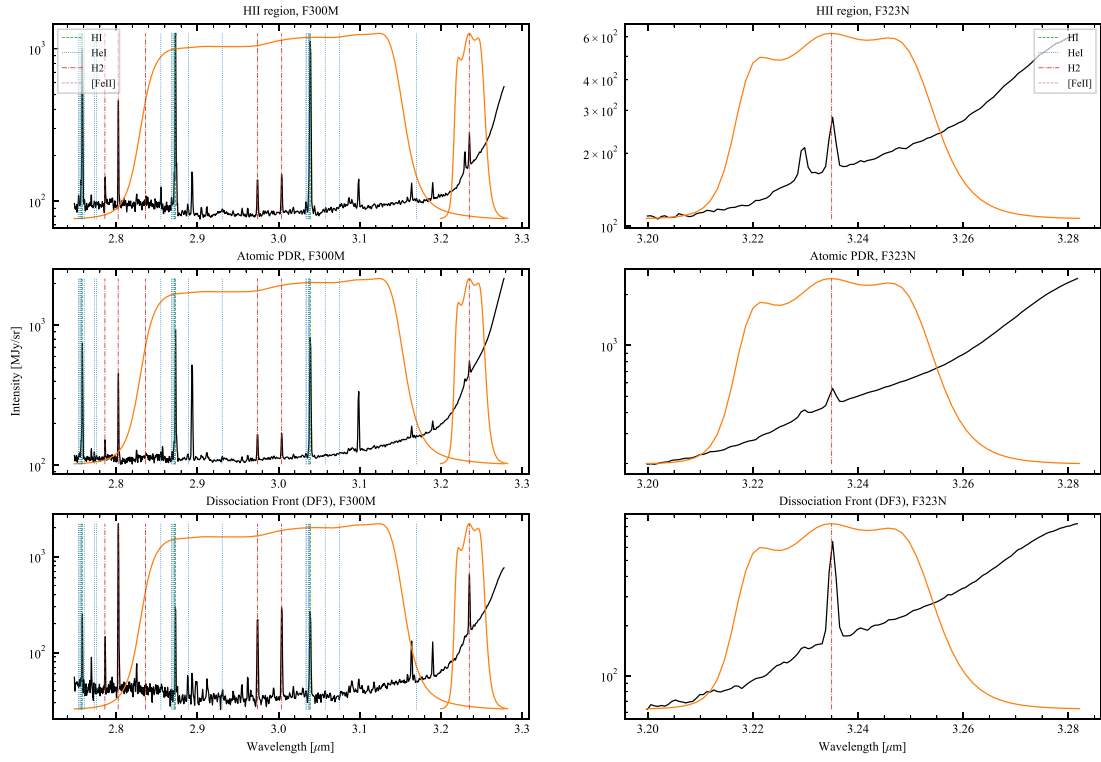 HII region, F300M
10³
10²
HI
HeI
H2
[FeII]
2.8 2.9 3.0 3.1 3.2 3.3
HII region, F323N
6 × 10²
4 × 10²
3 × 10²
2 × 10²
10²
HI
HeI
H2
[FeII]
3.20 3.22 3.24 3.26 3.28
Atomic PDR, F300M
Intensity [MJy/sr]
10³
10²
2.8 2.9 3.0 3.1 3.2 3.3
Atomic PDR, F323N
10³
3.20 3.22 3.24 3.26 3.28
Dissociation Front (DF3), F300M
10³
10²
2.8 2.9 3.0 3.1 3.2 3.3
Wavelength [μm]
Dissociation Front (DF3), F323N
10²
3.20 3.22 3.24 3.26 3.28
Wavelength [μm]